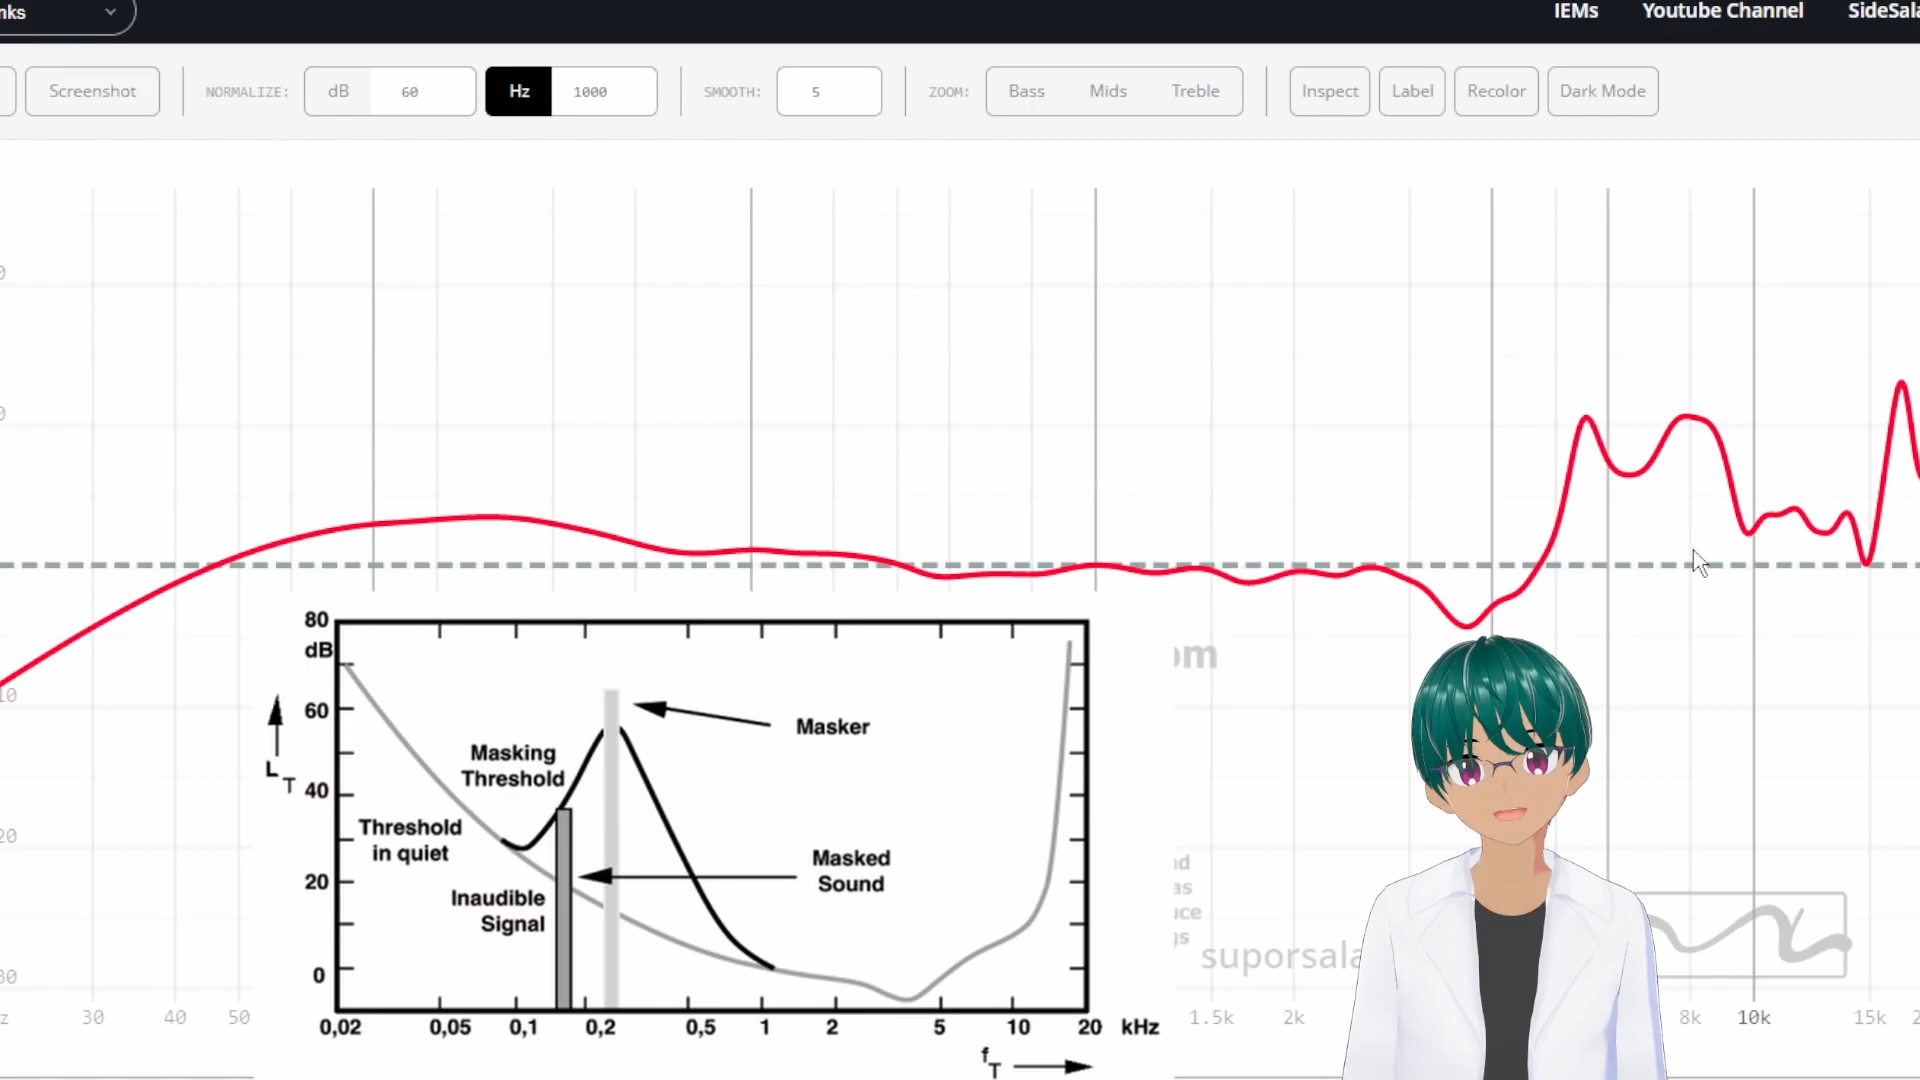 IEMs Youtube Channel
Screenshot NORMALIZE: dB 60 Hz 1000 SMOOTH: 5 ZOOM: Bass Mids Treble Inspect Label Recolor Dark Mode
80
dB
60
40
20
0
L T
Masker
Masking
Threshold
Threshold
in quiet
Masked
Sound
Inaudible
Signal
0,02 0,05 0,1 0,2 0,5 1 2 5 10 20 kHz
f T
30 40 50 1.5k 2k 8k 10k 15k